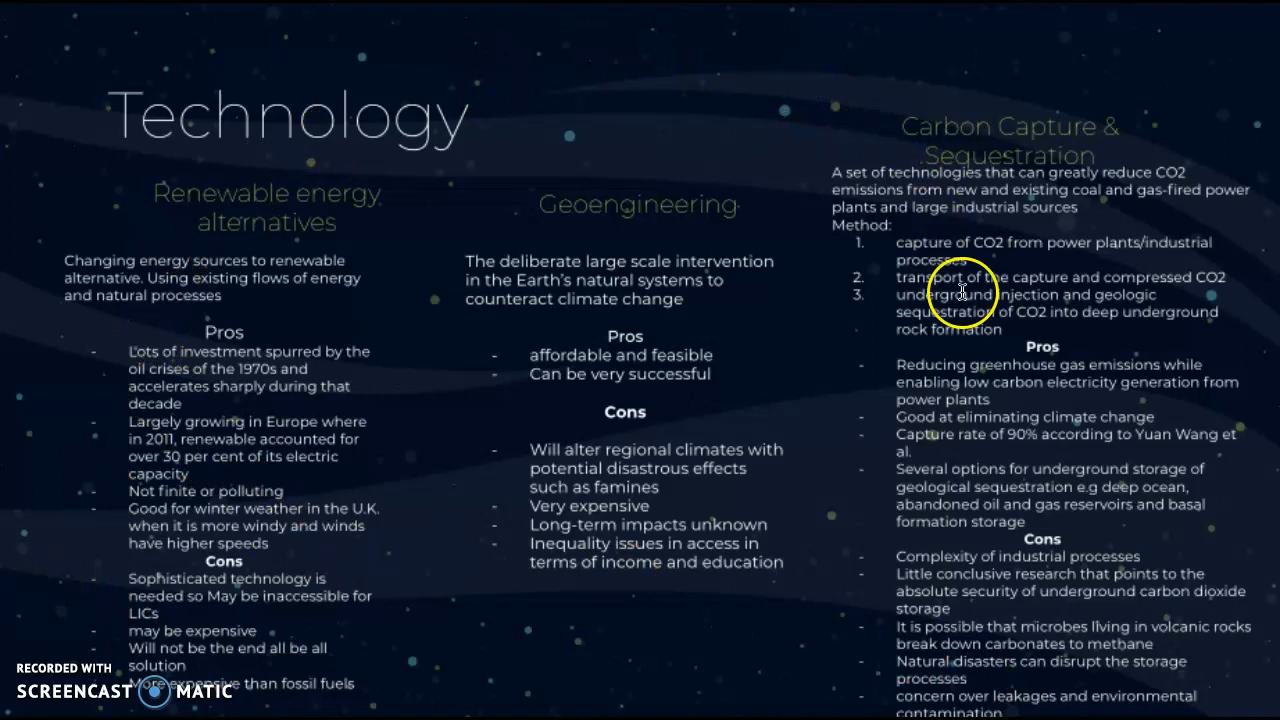 Technology
Renewable energy
alternatives
Changing energy sources to renewable
alternative. Using existing flows of energy
and natural processes
Pros
- Lots of investment spurred by the
oil crises of the 1970s and
accelerates sharply during that
decade
- Largely growing in Europe where
in 2011, renewable accounted for
over 30 per cent of its electric
capacity
- Not finite or polluting
- Good for winter weather in the U.K.
when it is more windy and winds
have higher speeds
Cons
- Sophisticated technology is
needed so May be inaccessible for
LICs
- may be expensive
- Will not be the end all be all
solution
- More expensive than fossil fuels
Geoengineering
The deliberate large scale intervention
in the Earth's natural systems to
counteract climate change
Pros
- affordable and feasible
- Can be very successful
Cons
- Will alter regional climates with
potential disastrous effects
such as famines
- Very expensive
- Long-term impacts unknown
- Inequality issues in access in
terms of income and education
Carbon Capture &
Sequestration
A set of technologies that can greatly reduce CO2
emissions from new and existing coal and gas-fired power
plants and large industrial sources
Method:
1. capture of CO2 from power plants/industrial
processes
2. transport of the capture and compressed CO2
3. underground injection and geologic
sequestration of CO2 into deep underground
rock formation
Pros
- Reducing greenhouse gas emissions while
enabling low carbon electricity generation from
power plants
- Good at eliminating climate change
- Capture rate of 90% according to Yuan Wang et
al.
- Several options for underground storage of
geological sequestration e.g deep ocean,
abandoned oil and gas reservoirs and basal
formation storage
Cons
- Complexity of industrial processes
- Little conclusive research that points to the
absolute security of underground carbon dioxide
storage
- It is possible that microbes living in volcanic rocks
break down carbonates to methane
- Natural disasters can disrupt the storage
processes
- concern over leakages and environmental
contamination
RECORDED WITH
SCREENCAST MATIC